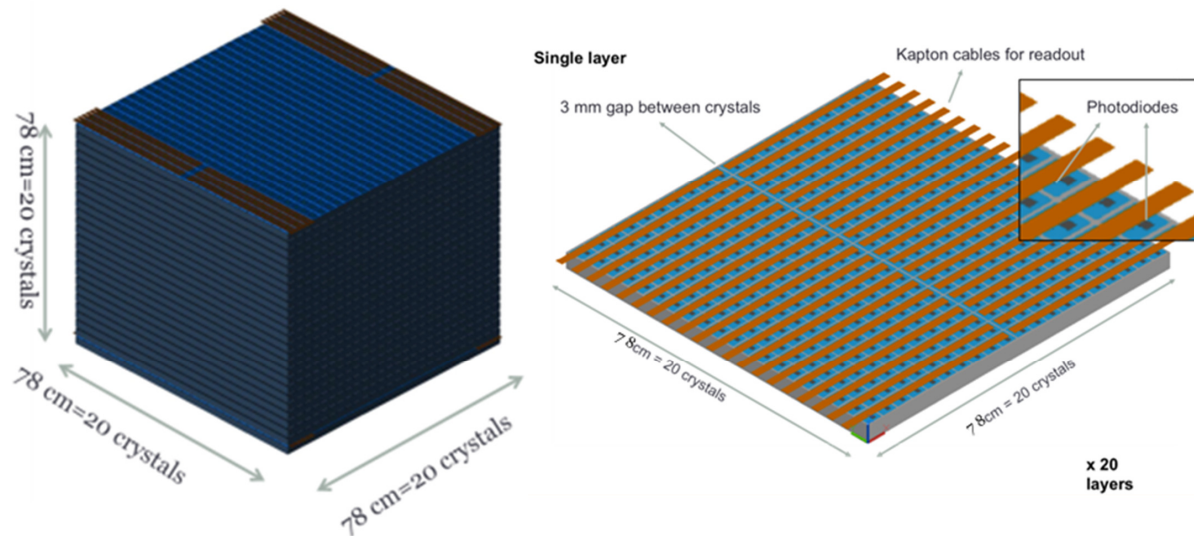 78 cm=20 crystals
78 cm=20 crystals
78 cm=20 crystals
Single layer
Kapton cables for readout
3 mm gap between crystals
Photodiodes
78cm = 20 crystals
78cm = 20 crystals
x 20
layers